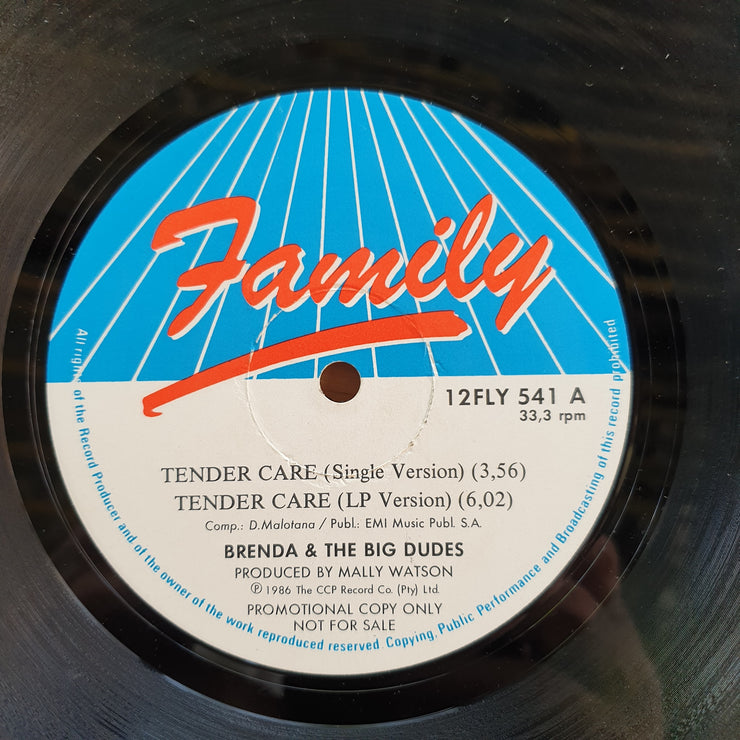 Family
12FLY 541 A
33,3 rpm
TENDER CARE (Single Version) (3,56)
TENDER CARE (LP Version) (6,02)
Comp.: D.Malotana / Publ.: EMI Music Publ. S.A.
BRENDA & THE BIG DUDES
PRODUCED BY MALLY WATSON
℗ 1986 The CCP Record Co. (Pty) Ltd.
PROMOTIONAL COPY ONLY
NOT FOR SALE
All rights of the Record Producer and of the owner of the work reproduced reserved. Copying, Public Performance and Broadcasting of this record prohibited